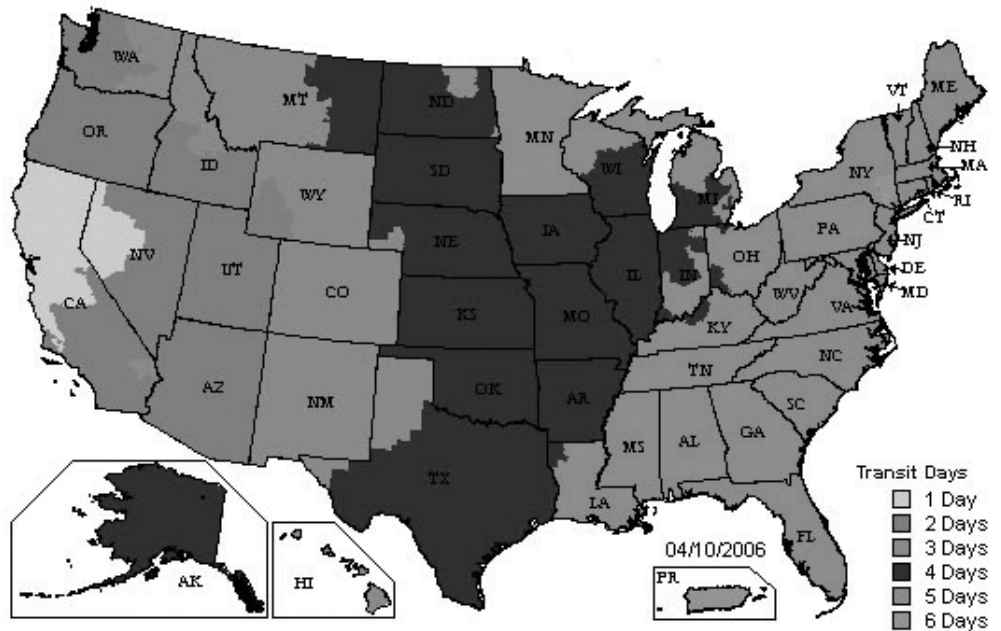 WA
MT
ND
MN
VT
ME
OR
ID
SD
WI
NH
MA
WY
MI
NY
RI
CT
NE
IA
PA
NJ
NV
UT
IL
IN
OH
DE
MD
CA
CO
WV
VA
KS
MO
KY
AZ
NM
OK
AR
TN
NC
SC
MS
AL
GA
TX
LA
FL
AK
HI
PR
04/10/2006
Transit Days
1 Day
2 Days
3 Days
4 Days
5 Days
6 Days